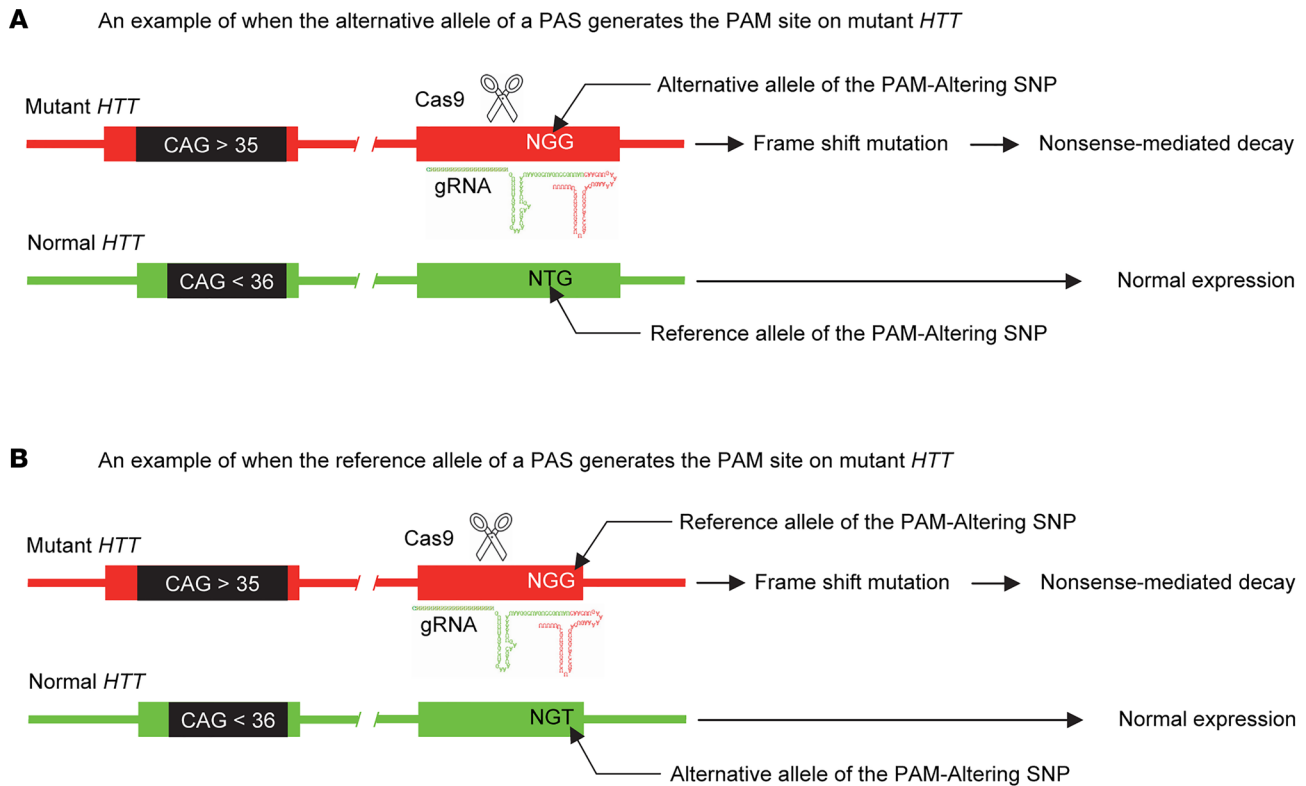 A An example of when the alternative allele of a PAS generates the PAM site on mutant HTT
Alternative allele of the PAM-Altering SNP
Mutant HTT
Cas9
CAG > 35
NGG
Frame shift mutation
Nonsense-mediated decay
gRNA
Normal HTT
CAG < 36
NTG
Normal expression
Reference allele of the PAM-Altering SNP
B An example of when the reference allele of a PAS generates the PAM site on mutant HTT
Reference allele of the PAM-Altering SNP
Mutant HTT
Cas9
CAG > 35
NGG
Frame shift mutation
Nonsense-mediated decay
gRNA
Normal HTT
CAG < 36
NGT
Normal expression
Alternative allele of the PAM-Altering SNP